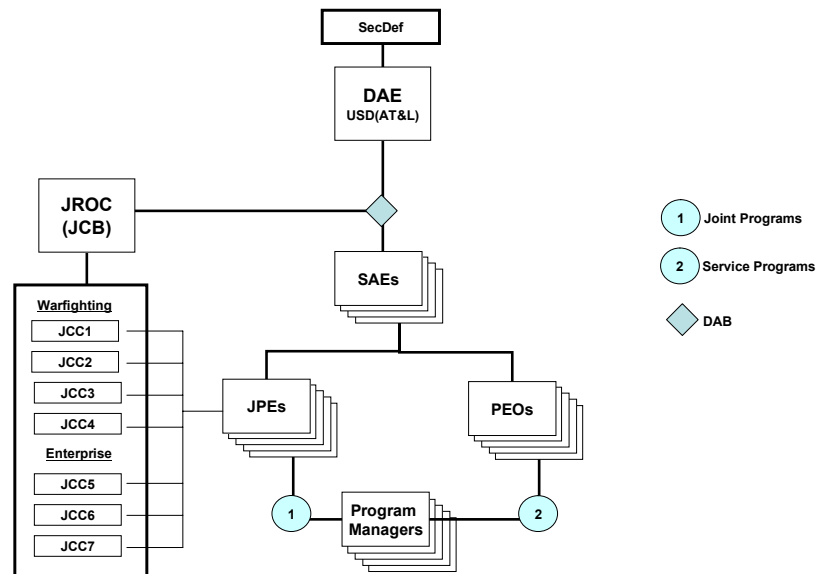 SecDef
DAE
USD(AT&L)
JROC
(JCB)
1 Joint Programs
2 Service Programs
DAB
SAEs
Warfighting
JCC1
JCC2
JCC3
JCC4
Enterprise
JCC5
JCC6
JCC7
JPEs
PEOs
1
Program
Managers
2